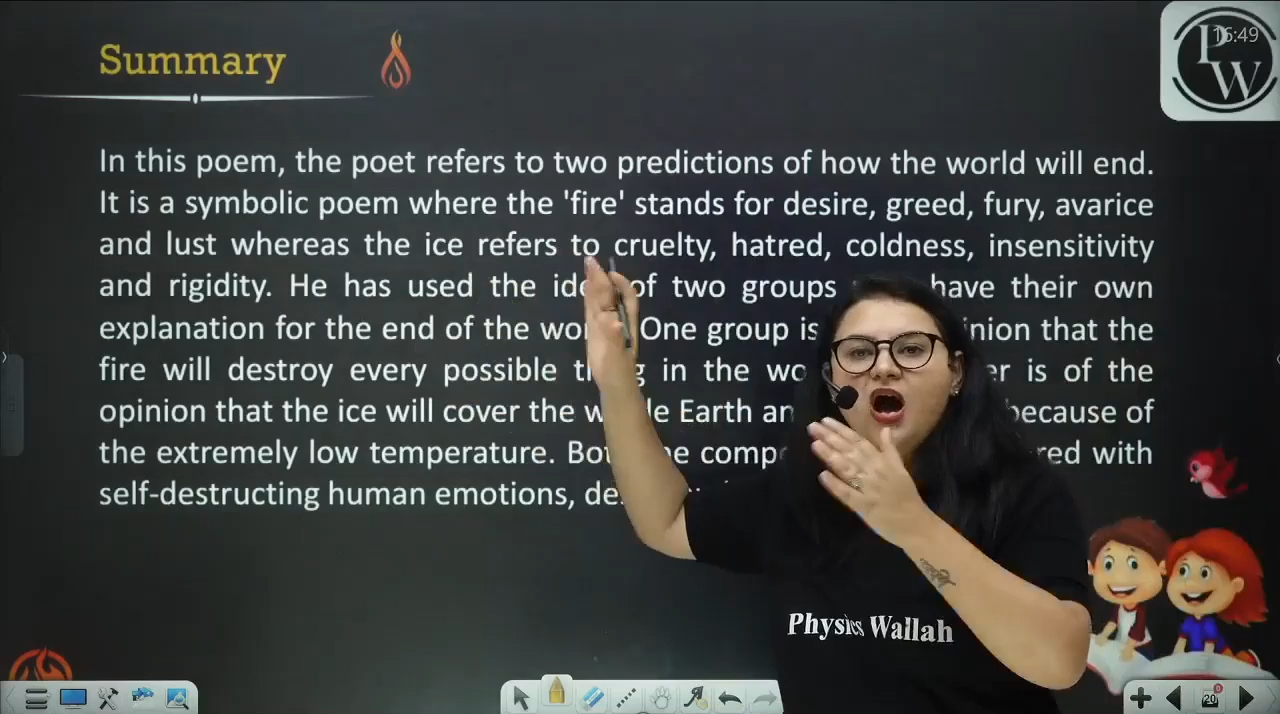 Summary
16:49
PW
In this poem, the poet refers to two predictions of how the world will end.
It is a symbolic poem where the 'fire' stands for desire, greed, fury, avarice
and lust whereas the ice refers to cruelty, hatred, coldness, insensitivity
and rigidity. He has used the of two groups have their own
explanation for the end of the One group is that the
fire will destroy every possible in the is of the
opinion that the ice will cover the Earth because of
the extremely low temperature. with
self-destructing human emotions,
Physics Wallah
20